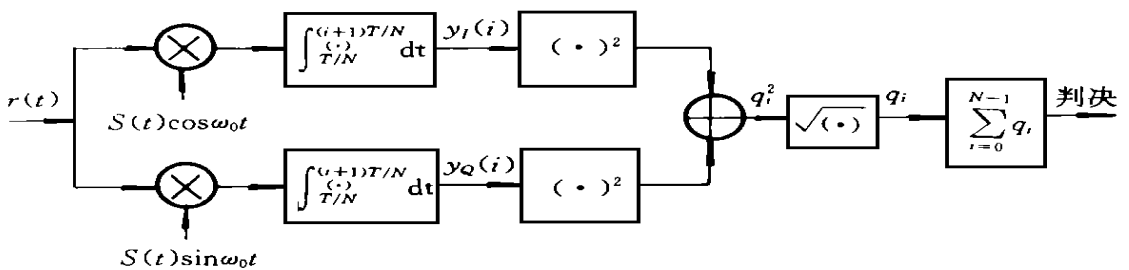 r(t)
S(t)cosω₀t
∫_{T/N}^{(i+1)T/N} (·) dt
y_I(i)
(·)²
S(t)sinω₀t
∫_{T/N}^{(i+1)T/N} (·) dt
y_Q(i)
(·)²
q_i²
√(·)
q_i
∑_{i=0}^{N-1} q_i
判决